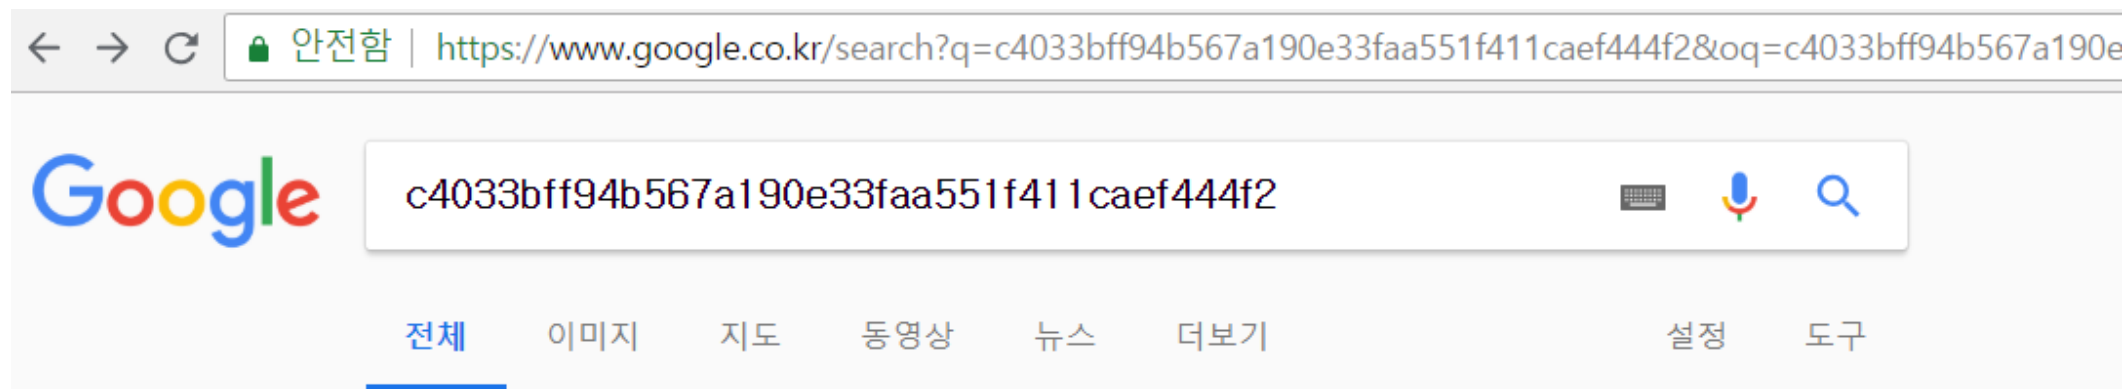 안전함 | https://www.google.co.kr/search?q=c4033bff94b567a190e33faa551f411caef444f2&oq=c4033bff94b567a190e
Google c4033bff94b567a190e33faa551f411caef444f2
전체 이미지 지도 동영상 뉴스 더보기 설정 도구